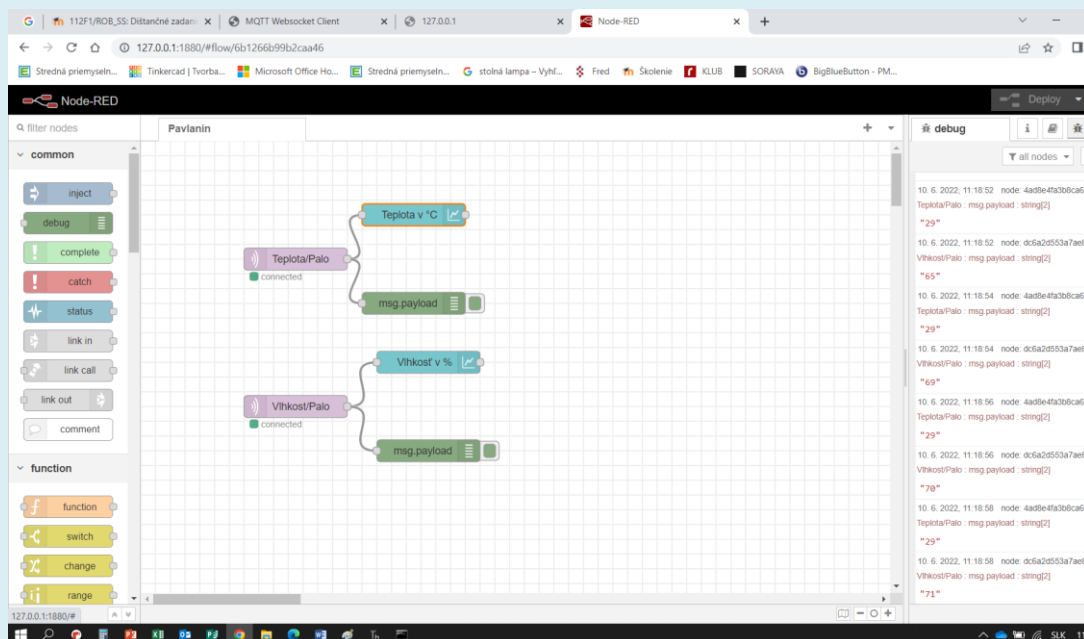 112F1/ROB_SS: Dištančné zadani
MQTT Websocket Client
127.0.0.1
Node-RED
127.0.0.1:1880/#flow/6b1266b99b2caa46
Stredná priemyseln...
Tinkercad | Tvorba...
Microsoft Office Ho...
Stredná priemyseln...
stolná lampa – Vyhľ...
Fred
Školenie
KLUB
SORAYA
BigBlueButton - PM...
Node-RED
Deploy
filter nodes
Pavlanin
debug
common
all nodes
inject
debug
complete
catch
status
link in
link call
link out
comment
function
function
switch
change
range
Teplota v °C
Teplota/Palo
connected
msg.payload
Vlhkosť v %
Vlhkost/Palo
connected
msg.payload
10. 6. 2022, 11:18:52 node: 4ad8e4fa3b8ca6
Teplota/Palo : msg.payload : string[2]
"29"
10. 6. 2022, 11:18:52 node: dc6a2d553a7ae8
Vlhkost/Palo : msg.payload : string[2]
"65"
10. 6. 2022, 11:18:54 node: 4ad8e4fa3b8ca6
Teplota/Palo : msg.payload : string[2]
"29"
10. 6. 2022, 11:18:54 node: dc6a2d553a7ae8
Vlhkost/Palo : msg.payload : string[2]
"69"
10. 6. 2022, 11:18:56 node: 4ad8e4fa3b8ca6
Teplota/Palo : msg.payload : string[2]
"29"
10. 6. 2022, 11:18:56 node: dc6a2d553a7ae8
Vlhkost/Palo : msg.payload : string[2]
"70"
10. 6. 2022, 11:18:58 node: 4ad8e4fa3b8ca6
Teplota/Palo : msg.payload : string[2]
"29"
10. 6. 2022, 11:18:58 node: dc6a2d553a7ae8
Vlhkost/Palo : msg.payload : string[2]
"71"
127.0.0.1:1880/#
SLK